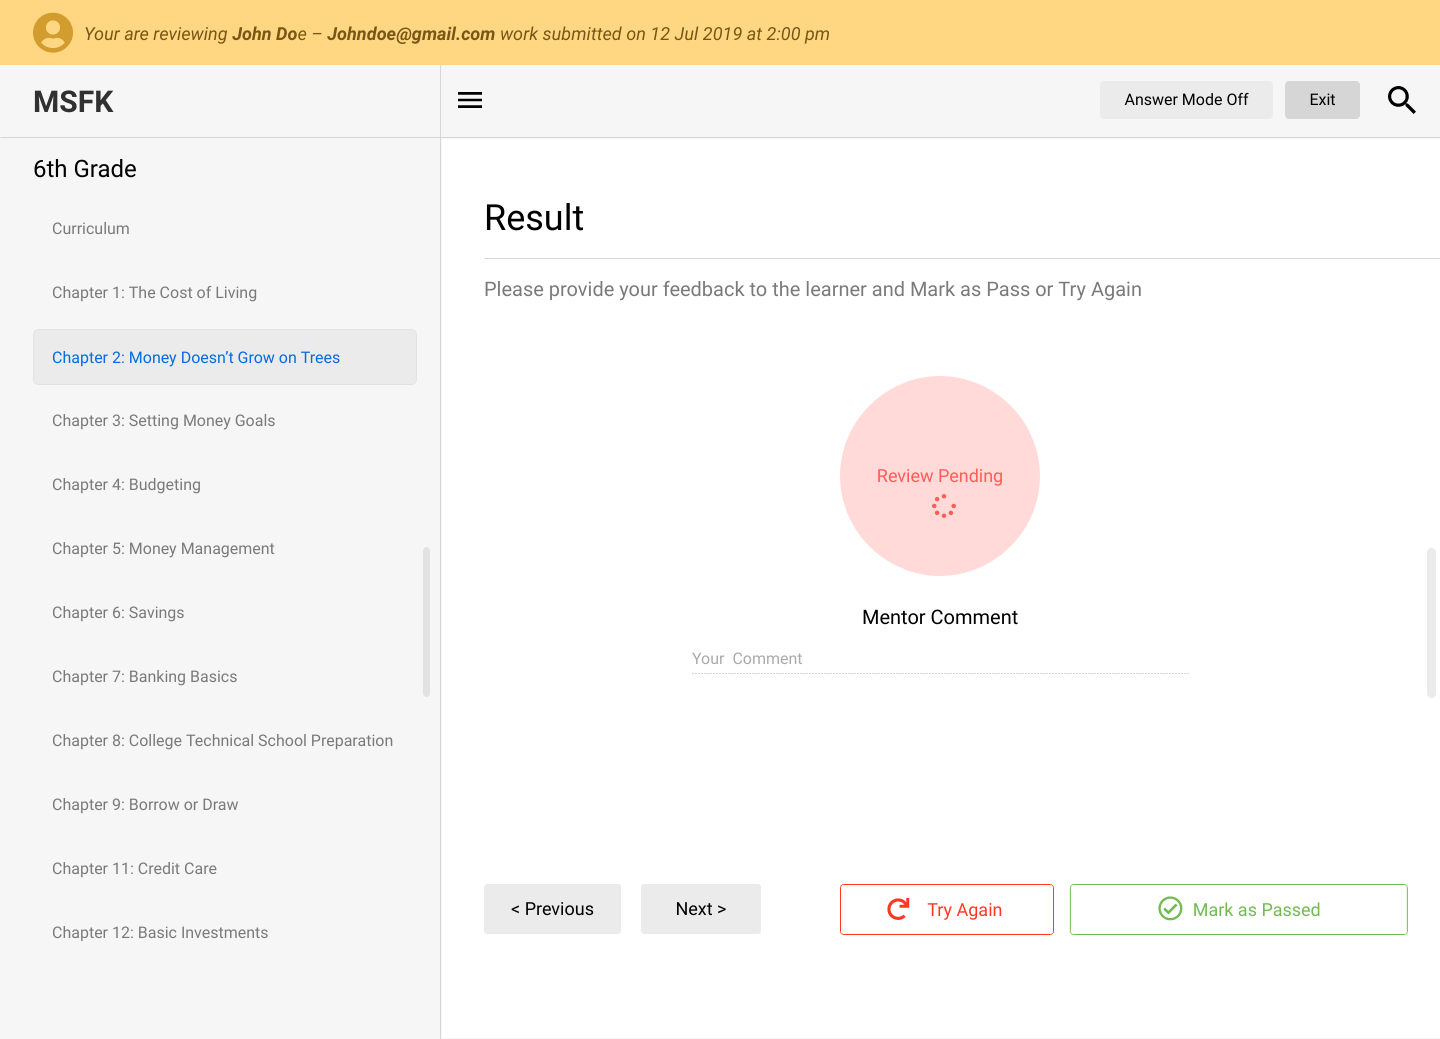 Your are reviewing John Doe – Johndoe@gmail.com work submitted on 12 Jul 2019 at 2:00 pm
MSFK
Answer Mode Off
Exit
6th Grade
Curriculum
Chapter 1: The Cost of Living
Chapter 2: Money Doesn’t Grow on Trees
Chapter 3: Setting Money Goals
Chapter 4: Budgeting
Chapter 5: Money Management
Chapter 6: Savings
Chapter 7: Banking Basics
Chapter 8: College Technical School Preparation
Chapter 9: Borrow or Draw
Chapter 11: Credit Care
Chapter 12: Basic Investments
Result
Please provide your feedback to the learner and Mark as Pass or Try Again
Review Pending
Mentor Comment
Your Comment
< Previous
Next >
Try Again
Mark as Passed